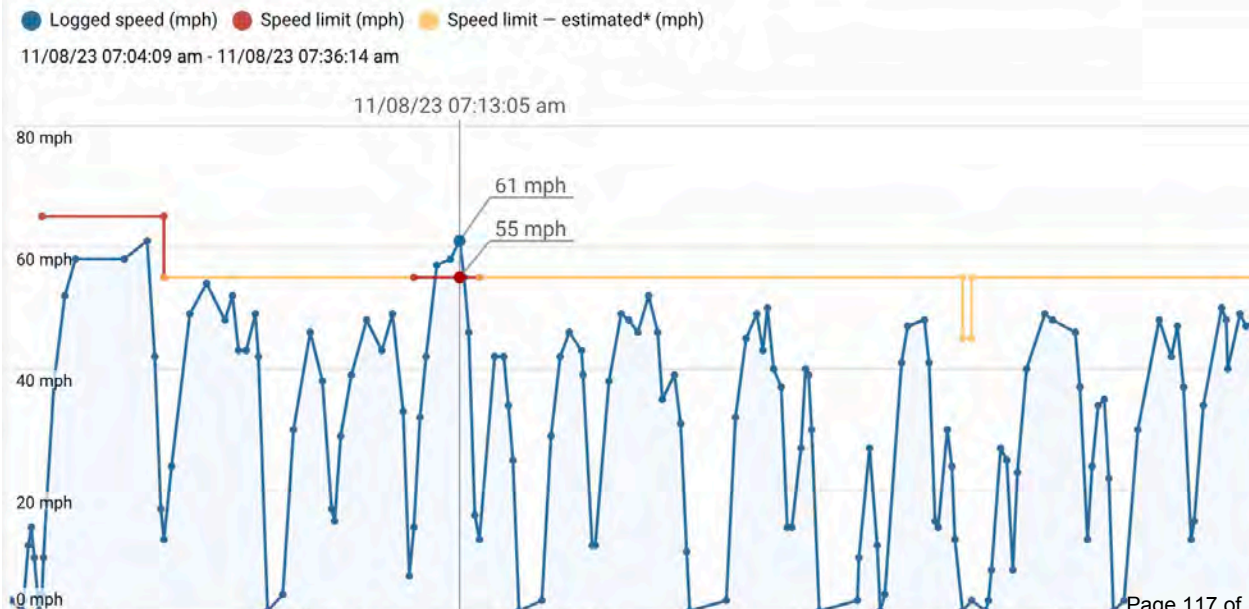 Logged speed (mph) Speed limit (mph) Speed limit — estimated* (mph)
11/08/23 07:04:09 am - 11/08/23 07:36:14 am
11/08/23 07:13:05 am
80 mph
61 mph
55 mph
60 mph
40 mph
20 mph
0 mph
Page 117 of